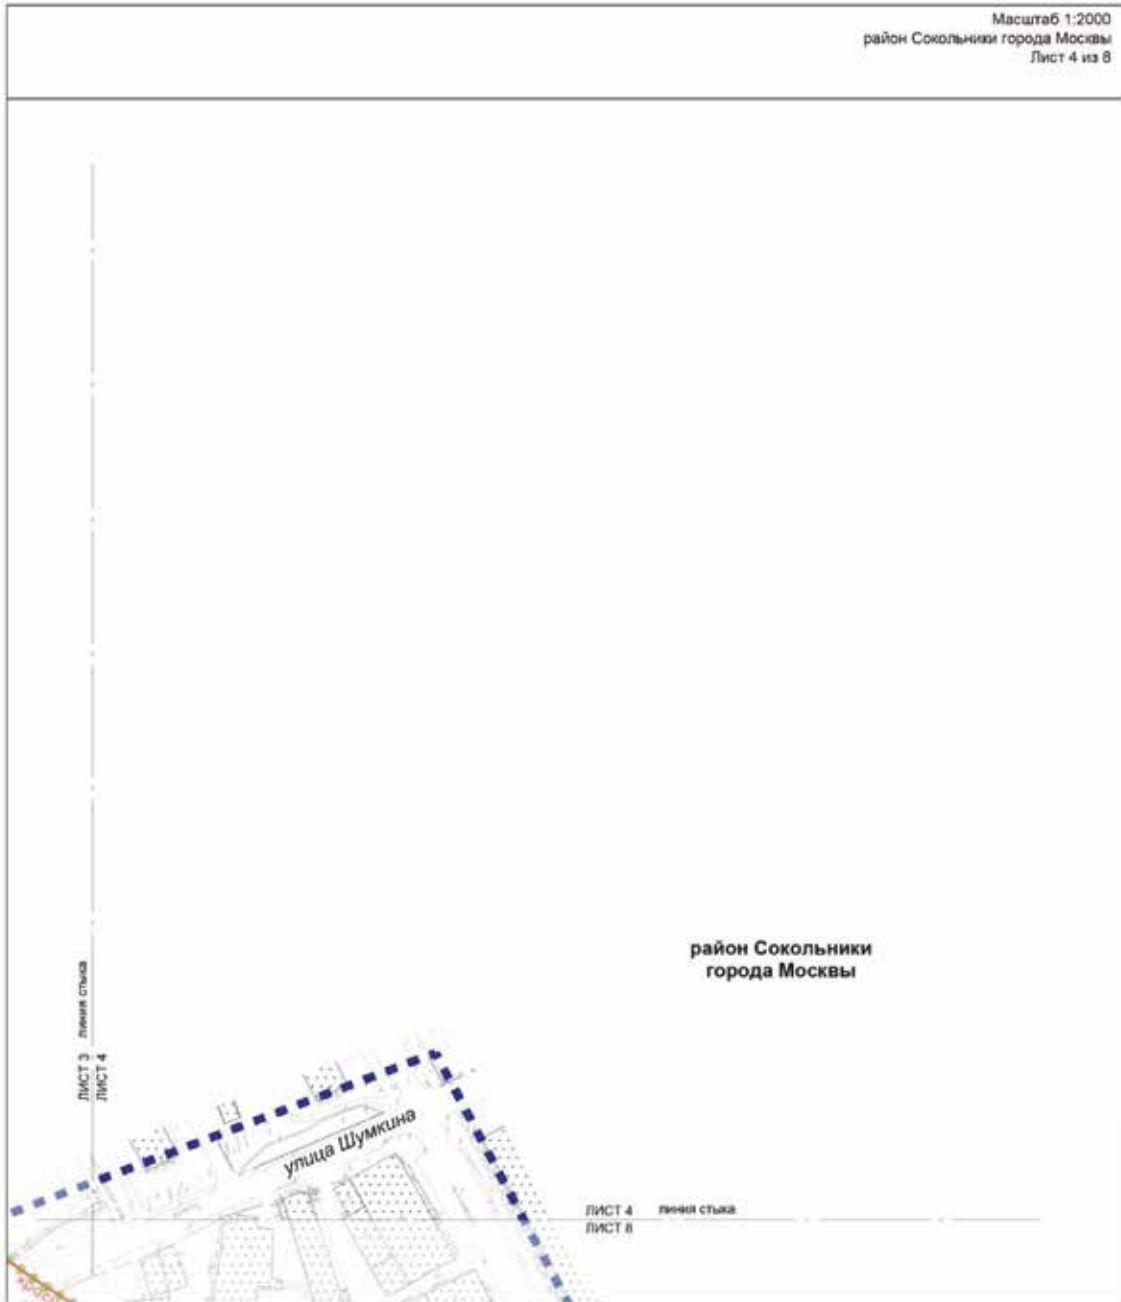 Масштаб 1:2000
район Сокольники города Москвы
Лист 4 из 8
район Сокольники
города Москвы
ЛИСТ 3 линия стыка
ЛИСТ 4
улица Шумкина
ЛИСТ 4 линия стыка
ЛИСТ 8